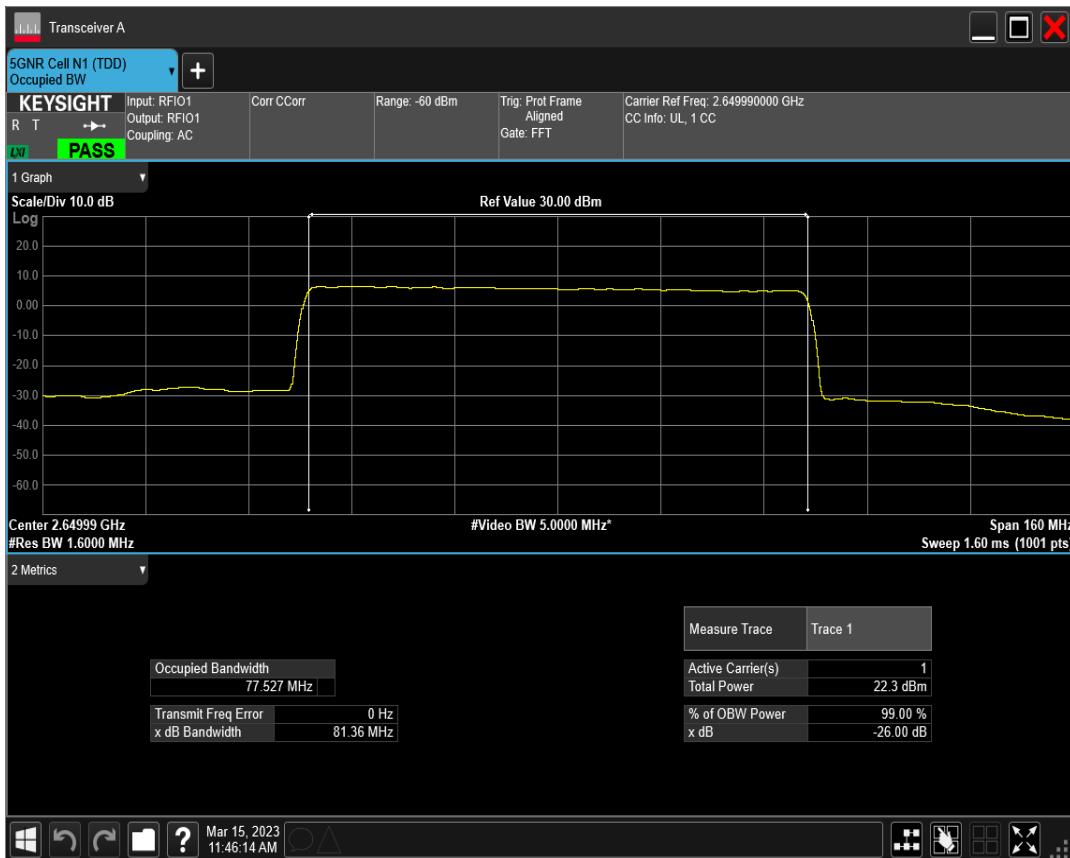 Transceiver A
5GNR Cell N1 (TDD)
Occupied BW
+
KEYSIGHT
R T
LXI
PASS
Input: RFIO1
Output: RFIO1
Coupling: AC
Corr CCorr
Range: -60 dBm
Trig: Prot Frame
Aligned
Gate: FFT
Carrier Ref Freq: 2.649990000 GHz
CC Info: UL, 1 CC
1 Graph
Scale/Div 10.0 dB
Ref Value 30.00 dBm
Log
20.0
10.0
0.00
-10.0
-20.0
-30.0
-40.0
-50.0
-60.0
Center 2.64999 GHz
#Video BW 5.0000 MHz*
Span 160 MHz
#Res BW 1.6000 MHz
Sweep 1.60 ms (1001 pts)
2 Metrics
Measure Trace Trace 1
Occupied Bandwidth
77.527 MHz
Active Carrier(s) 1
Total Power 22.3 dBm
Transmit Freq Error 0 Hz
x dB Bandwidth 81.36 MHz
% of OBW Power 99.00 %
x dB -26.00 dB
?
Mar 15, 2023
11:46:14 AM